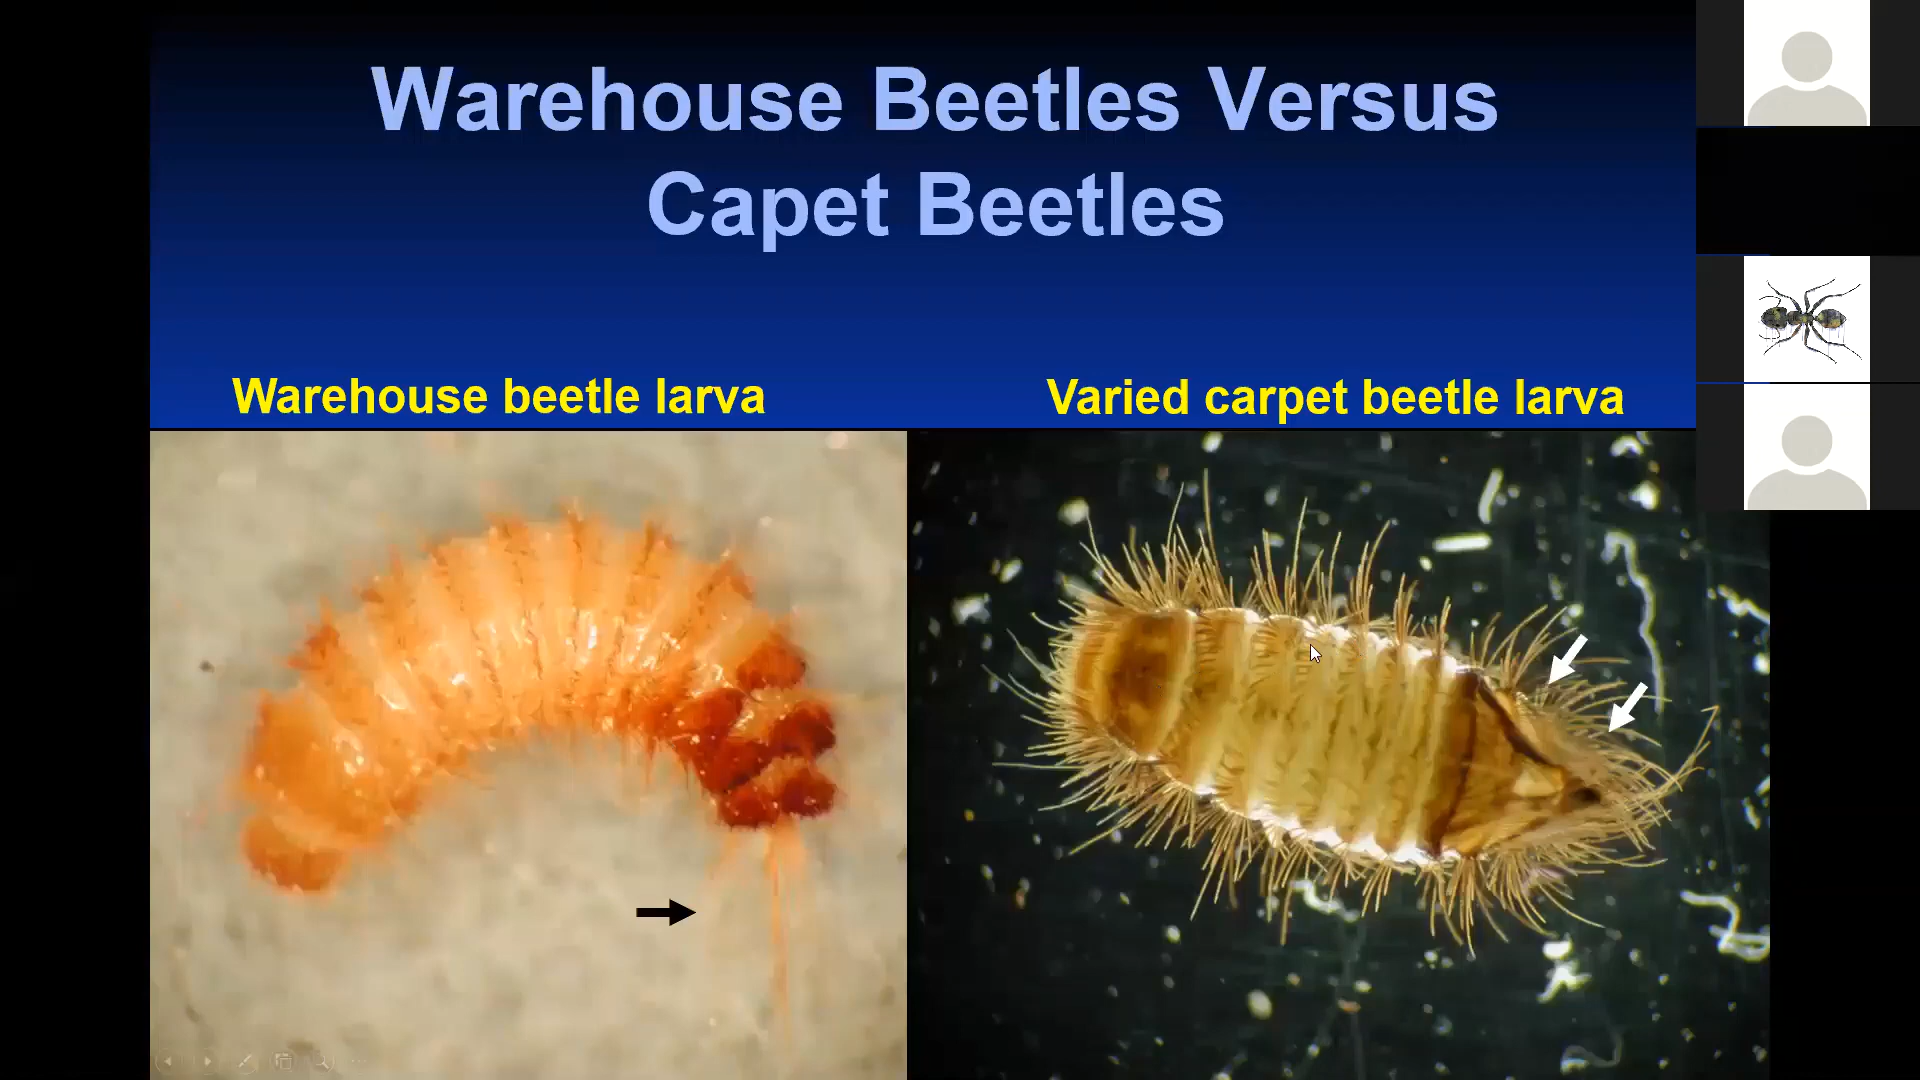 Warehouse Beetles Versus
Capet Beetles
Warehouse beetle larva
Varied carpet beetle larva